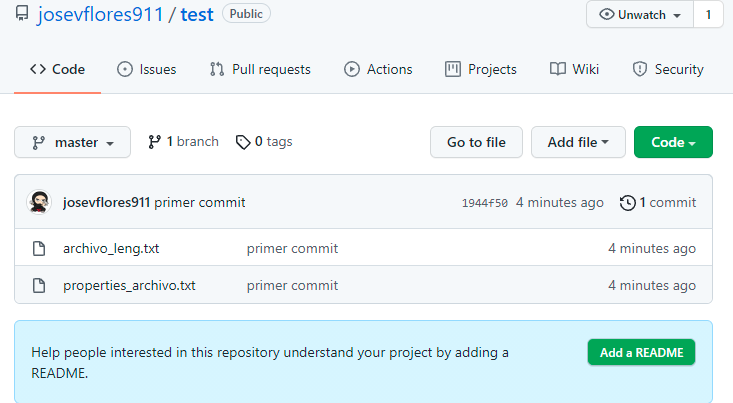 josevflores911 / test Public Unwatch 1
Code Issues Pull requests Actions Projects Wiki Security
master 1 branch 0 tags Go to file Add file Code
josevflores911 primer commit 1944f50 4 minutes ago 1 commit
archivo_leng.txt primer commit 4 minutes ago
properties_archivo.txt primer commit 4 minutes ago
Help people interested in this repository understand your project by adding a
README.
Add a README